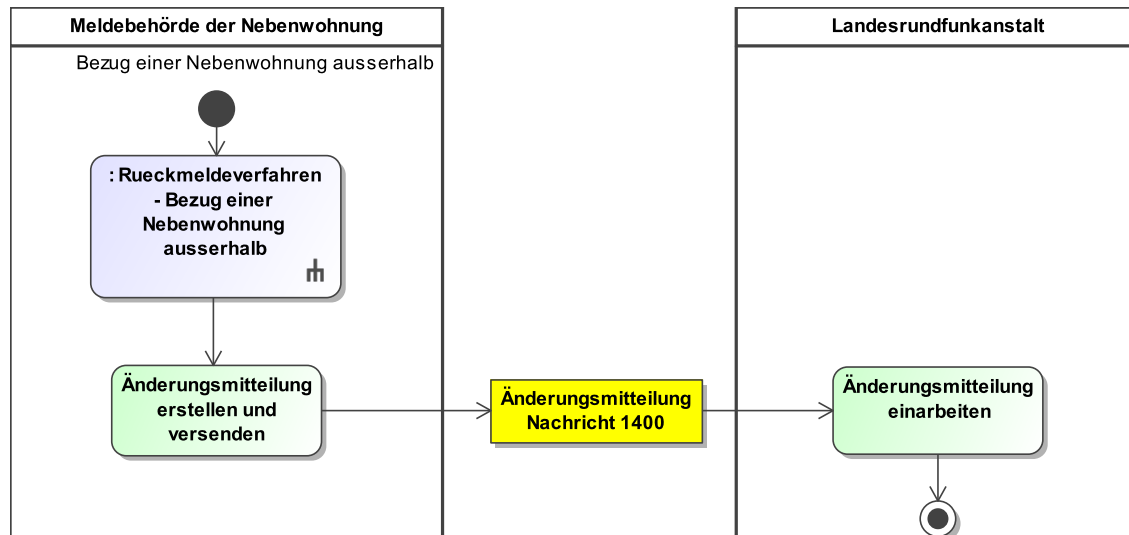 Meldebehörde der Nebenwohnung
Landesrundfunkanstalt
Bezug einer Nebenwohnung ausserhalb
: Rueckmeldeverfahren
- Bezug einer
Nebenwohnung
ausserhalb
Änderungsmitteilung
erstellen und
versenden
Änderungsmitteilung
Nachricht 1400
Änderungsmitteilung
einarbeiten